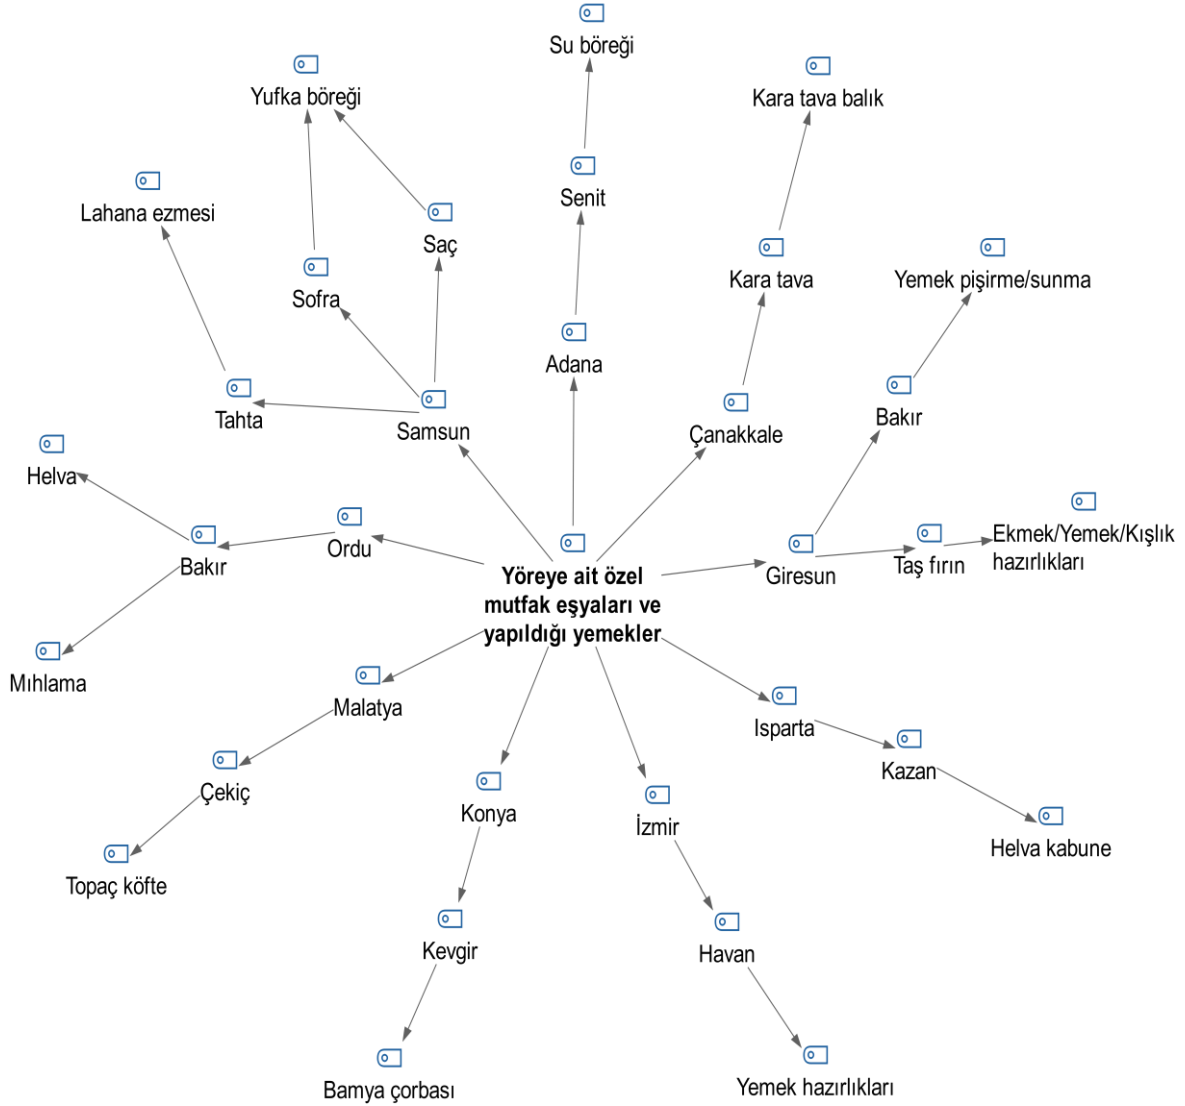 Su böreği
Yufka böreği
Kara tava balık
Senit
Lahana ezmesi
Saç
Kara tava
Yemek pişirme/sunma
Sofra
Adana
Tahta
Samsun
Çanakkale
Bakır
Helva
Ordu
Bakır
Giresun
Taş fırın
Ekmek/Yemek/Kışlık
hazırlıkları
Yöreye ait özel
mutfak eşyaları ve
yapıldığı yemekler
Mıhlama
Malatya
Isparta
Çekiç
Kazan
Konya
İzmir
Topaç köfte
Helva kabune
Kevgir
Havan
Bamya çorbası
Yemek hazırlıkları